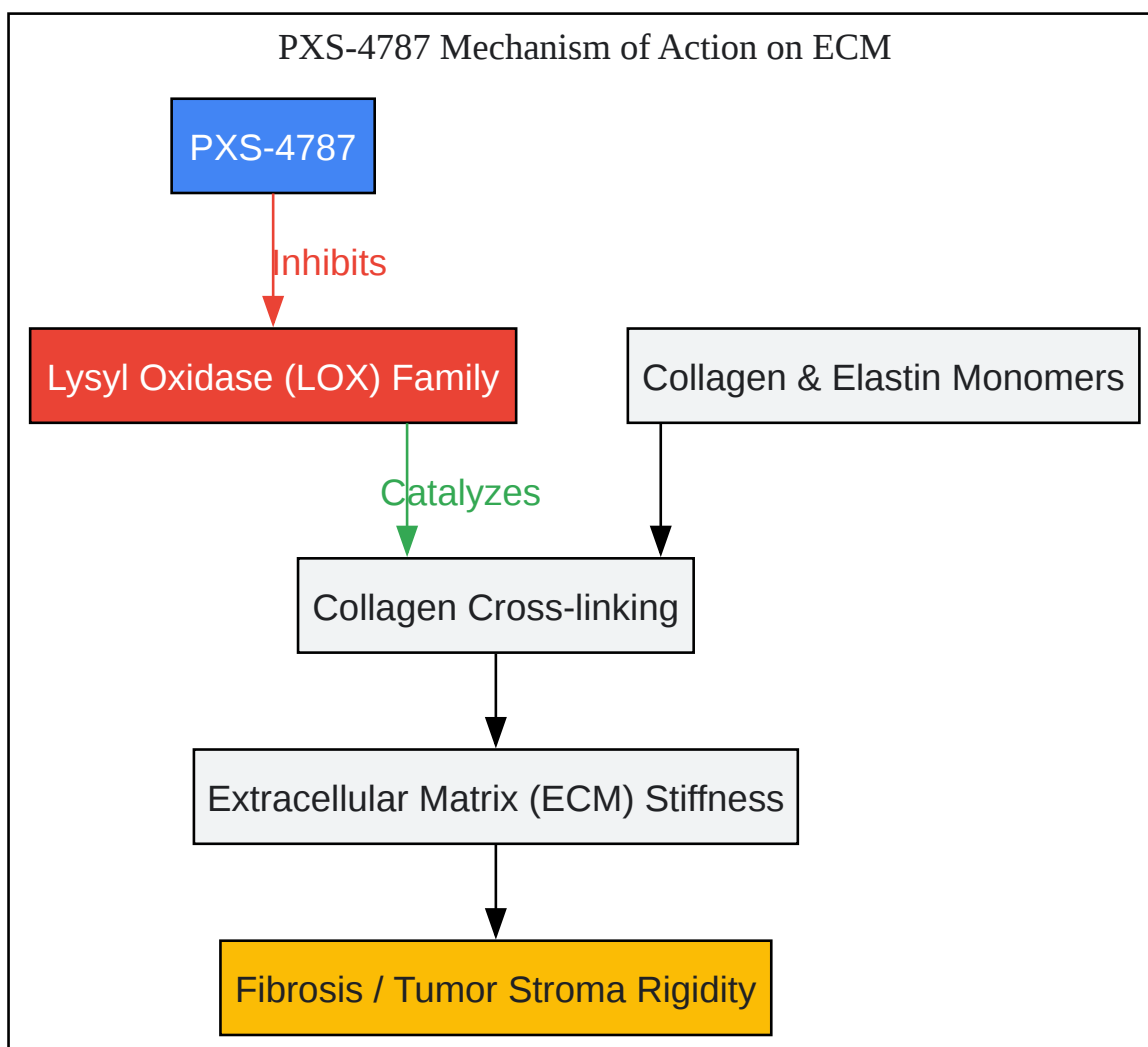 PXS-4787 Mechanism of Action on ECM
PXS-4787
Inhibits
Lysyl Oxidase (LOX) Family
Collagen & Elastin Monomers
Catalyzes
Collagen Cross-linking
Extracellular Matrix (ECM) Stiffness
Fibrosis / Tumor Stroma Rigidity